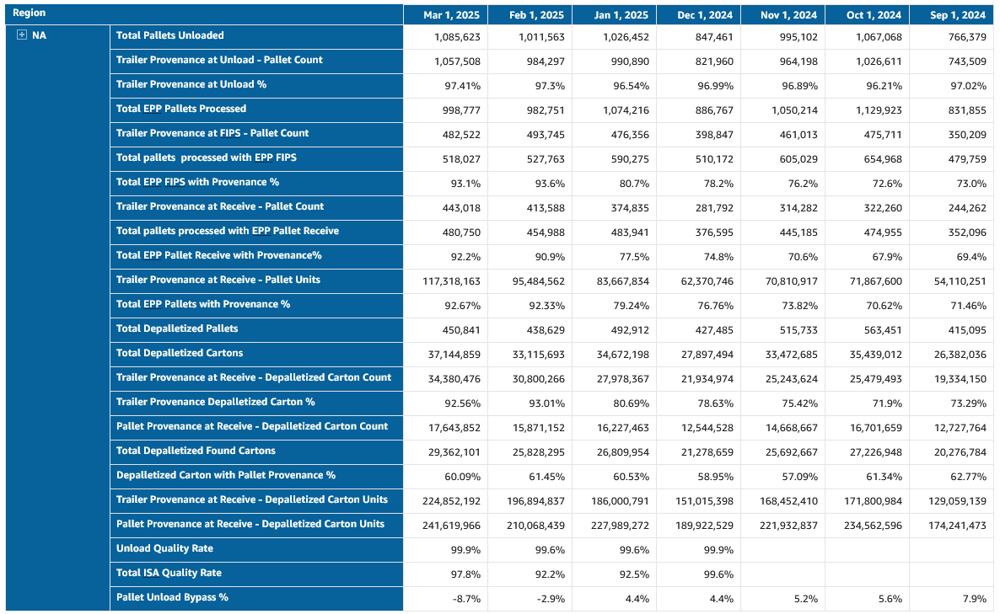 Region Mar 1, 2025 Feb 1, 2025 Jan 1, 2025 Dec 1, 2024 Nov 1, 2024 Oct 1, 2024 Sep 1, 2024
NA Total Pallets Unloaded 1,085,623 1,011,563 1,026,452 847,461 995,102 1,067,068 766,379
Trailer Provenance at Unload - Pallet Count 1,057,508 984,297 990,890 821,960 964,198 1,026,611 743,509
Trailer Provenance at Unload % 97.41% 97.3% 96.54% 96.99% 96.89% 96.21% 97.02%
Total EPP Pallets Processed 998,777 982,751 1,074,216 886,767 1,050,214 1,129,923 831,855
Trailer Provenance at FIPS - Pallet Count 482,522 493,745 476,356 398,847 461,013 475,711 350,209
Total pallets processed with EPP FIPS 518,027 527,763 590,275 510,172 605,029 654,968 479,759
Total EPP FIPS with Provenance % 93.1% 93.6% 80.7% 78.2% 76.2% 72.6% 73.0%
Trailer Provenance at Receive - Pallet Count 443,018 413,588 374,835 281,792 314,282 322,260 244,262
Total pallets processed with EPP Pallet Receive 480,750 454,988 483,941 376,595 445,185 474,955 352,096
Total EPP Pallet Receive with Provenance% 92.2% 90.9% 77.5% 74.8% 70.6% 67.9% 69.4%
Trailer Provenance at Receive - Pallet Units 117,318,163 95,484,562 83,667,834 62,370,746 70,810,917 71,867,600 54,110,251
Total EPP Pallets with Provenance % 92.67% 92.33% 79.24% 76.76% 73.82% 70.62% 71.46%
Total Depalletized Pallets 450,841 438,629 492,912 427,485 515,733 563,451 415,095
Total Depalletized Cartons 37,144,859 33,115,693 34,672,198 27,897,494 33,472,685 35,439,012 26,382,036
Trailer Provenance at Receive - Depalletized Carton Count 34,380,476 30,800,266 27,978,367 21,934,974 25,243,624 25,479,493 19,334,150
Trailer Provenance Depalletized Carton % 92.56% 93.01% 80.69% 78.63% 75.42% 71.9% 73.29%
Pallet Provenance at Receive - Depalletized Carton Count 17,643,852 15,871,152 16,227,463 12,544,528 14,668,667 16,701,659 12,727,764
Total Depalletized Found Cartons 29,362,101 25,828,295 26,809,954 21,278,659 25,692,667 27,226,948 20,276,784
Depalletized Carton with Pallet Provenance % 60.09% 61.45% 60.53% 58.95% 57.09% 61.34% 62.77%
Trailer Provenance at Receive - Depalletized Carton Units 224,852,192 196,894,837 186,000,791 151,015,398 168,452,410 171,800,984 129,059,139
Pallet Provenance at Receive - Depalletized Carton Units 241,619,966 210,068,439 227,989,272 189,922,529 221,932,837 234,562,596 174,241,473
Unload Quality Rate 99.9% 99.6% 99.6% 99.9%
Total ISA Quality Rate 97.8% 92.2% 92.5% 99.6%
Pallet Unload Bypass % -8.7% -2.9% 4.4% 4.4% 5.2% 5.6% 7.9%